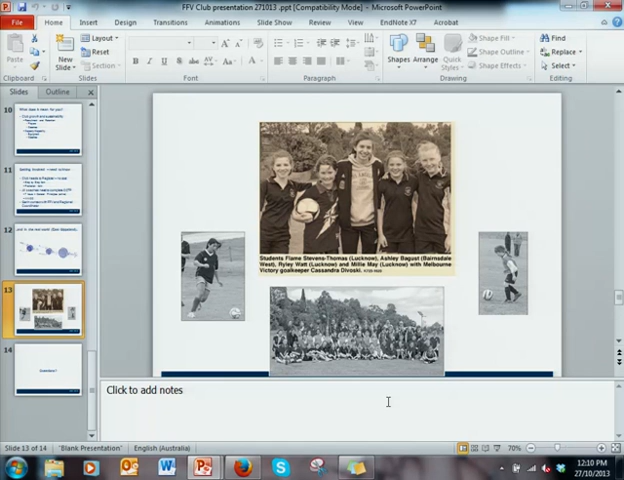 FFV Club presentation 271013 .ppt [Compatibility Mode] - Microsoft PowerPoint
File Home Insert Design Transitions Animations Slide Show Review View EndNote X7 Acrobat
Paste
New Slide
Layout
Reset
Section
Shapes Arrange Quick Styles
Shape Fill
Shape Outline
Shape Effects
Find
Replace
Select
Clipboard Slides Font Paragraph Drawing Editing
Slides Outline
10
11
12
13
14
Questions?
Students Flame Stevens-Thomas (Lucknow), Ashley Bagust (Bairnsdale
West), Ryley Watt (Lucknow) and Millie May (Lucknow) with Melbourne
Victory goalkeeper Cassandra Divoski.
Click to add notes
Slide 13 of 14 "Blank Presentation" English (Australia) 70%
12:10 PM
27/10/2013